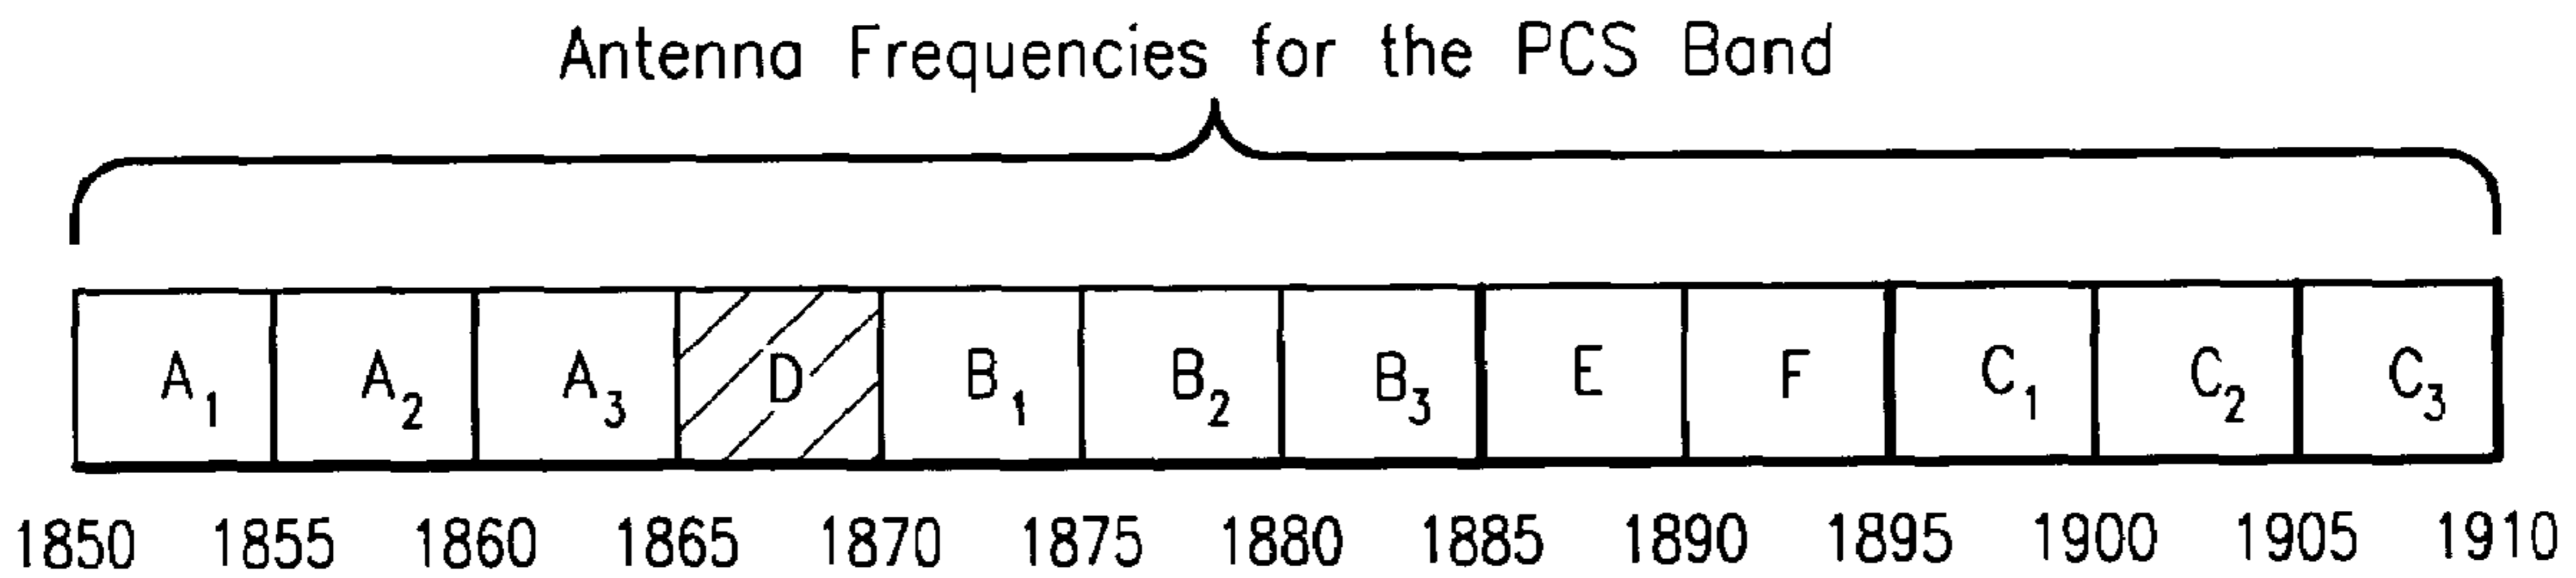 Antenna Frequencies for the PCS Band
A₁ A₂ A₃ D B₁ B₂ B₃ E F C₁ C₂ C₃
1850 1855 1860 1865 1870 1875 1880 1885 1890 1895 1900 1905 1910